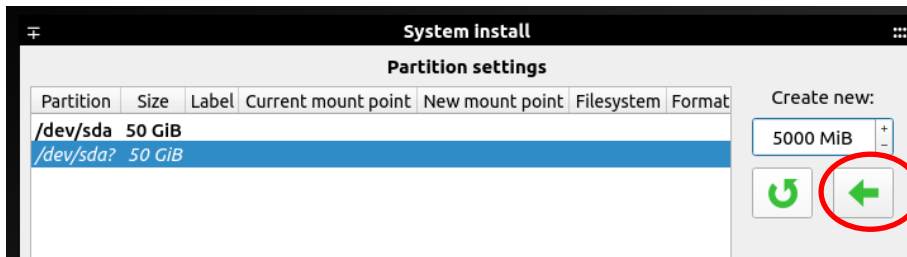 System install
Partition settings
Partition Size Label Current mount point New mount point Filesystem Format
Create new:
/dev/sda 50 GiB
5000 MiB
/dev/sda? 50 GiB